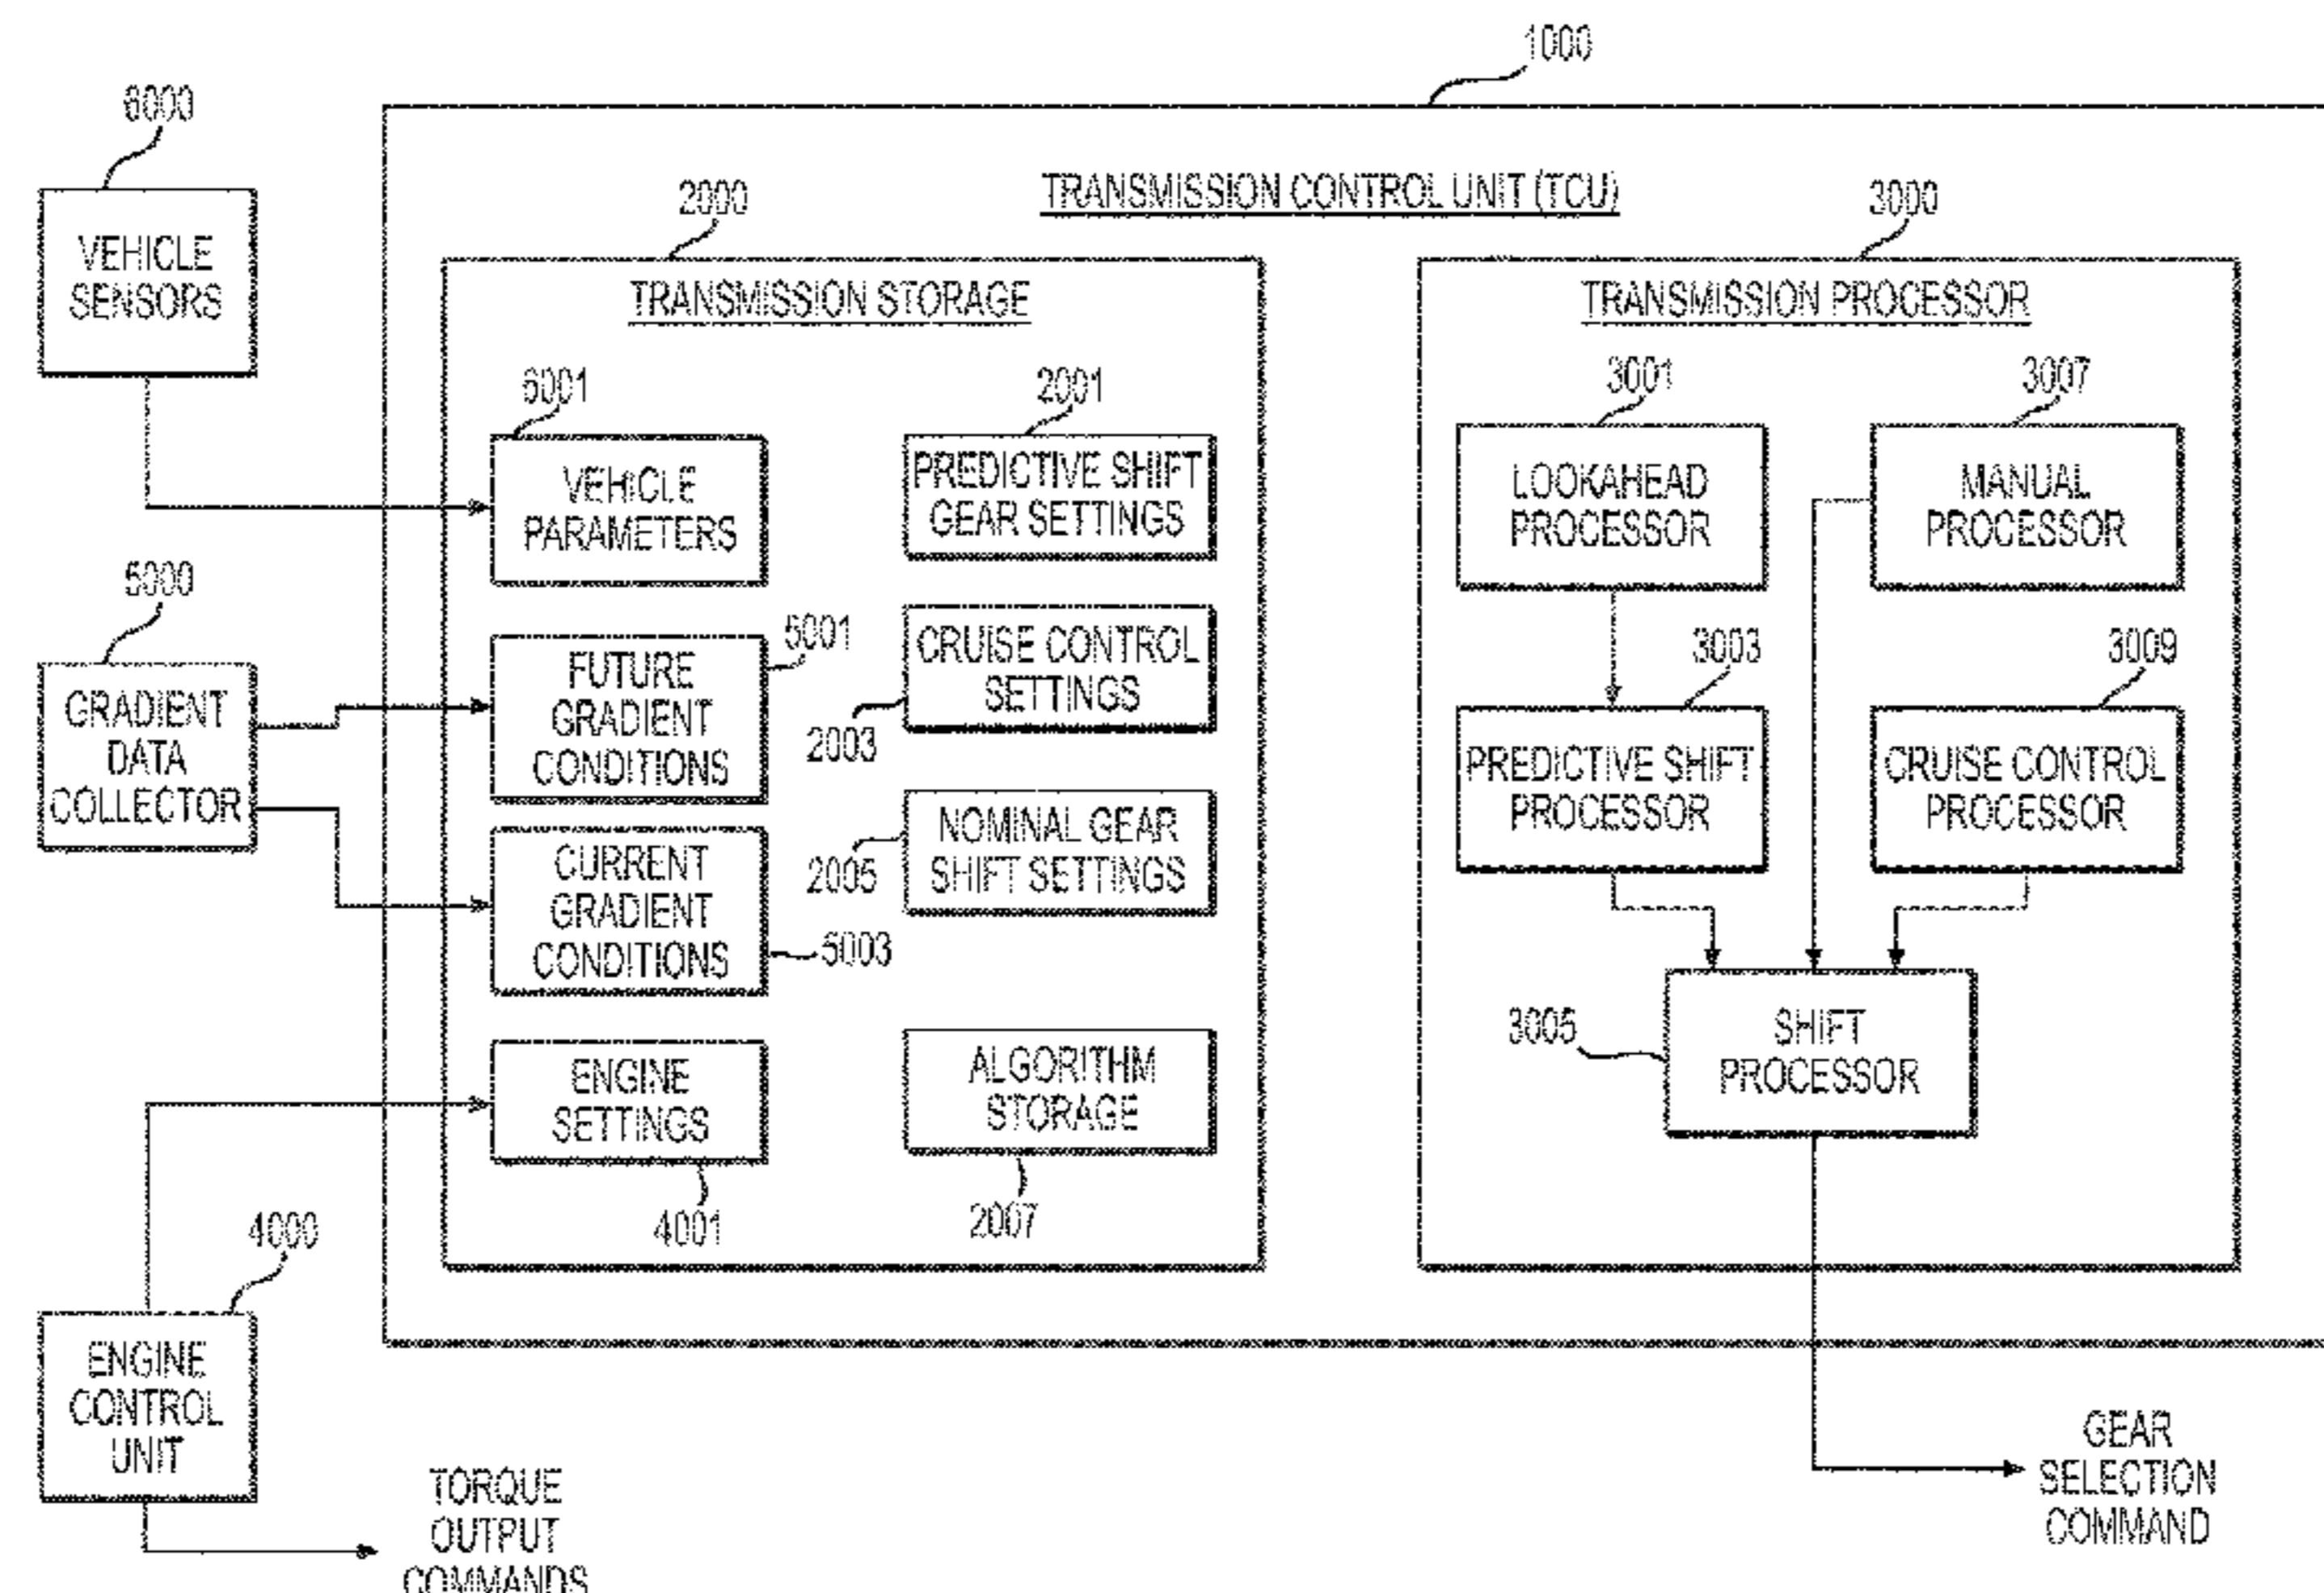 1000
6000
TRANSMISSION CONTROL UNIT (TCU)
2000
3000
VEHICLE
SENSORS
TRANSMISSION STORAGE
TRANSMISSION PROCESSOR
6001
2001
3001
3007
VEHICLE
PARAMETERS
PREDICTIVE SHIFT
GEAR SETTINGS
LOOKAHEAD
PROCESSOR
MANUAL
PROCESSOR
5000
5001
3003
3009
GRADIENT
DATA
COLLECTOR
FUTURE
GRADIENT
CONDITIONS
CRUISE CONTROL
SETTINGS
2003
PREDICTIVE SHIFT
PROCESSOR
CRUISE CONTROL
PROCESSOR
CURRENT
GRADIENT
CONDITIONS
5003
NOMINAL GEAR
SHIFT SETTINGS
2005
3005
SHIFT
PROCESSOR
ENGINE
SETTINGS
4001
ALGORITHM
STORAGE
2007
4000
ENGINE
CONTROL
UNIT
TORQUE
OUTPUT
COMMANDS
GEAR
SELECTION
COMMAND